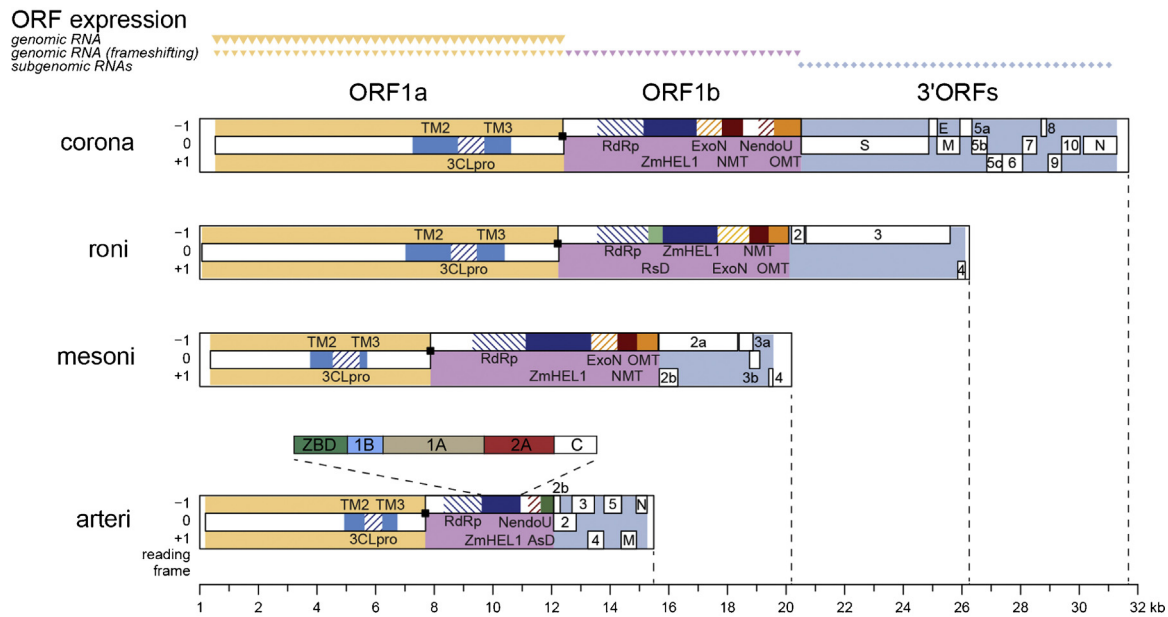 ORF expression
genomic RNA
genomic RNA (frameshifting)
subgenomic RNAs
ORF1a ORF1b 3'ORFs
corona
−1 TM2 TM3 E 5a 8
0 RdRp ExoN NendoU S M 5b 7 10 N
+1 3CLpro ZmHEL1 NMT OMT 5c 6 9
roni
−1 TM2 TM3 2 3
0 RdRp ZmHEL1 NMT
+1 3CLpro RsD ExoN OMT 4
mesoni
−1 TM2 TM3 2a 3a
0 RdRp ExoN OMT
+1 3CLpro ZmHEL1 NMT 2b 3b 4
ZBD 1B 1A 2A C
2b
arteri
−1 TM2 TM3 3 5 N
0 RdRp NendoU 2
+1 3CLpro ZmHEL1 AsD 4 M
reading
frame
1 2 4 6 8 10 12 14 16 18 20 22 24 26 28 30 32 kb